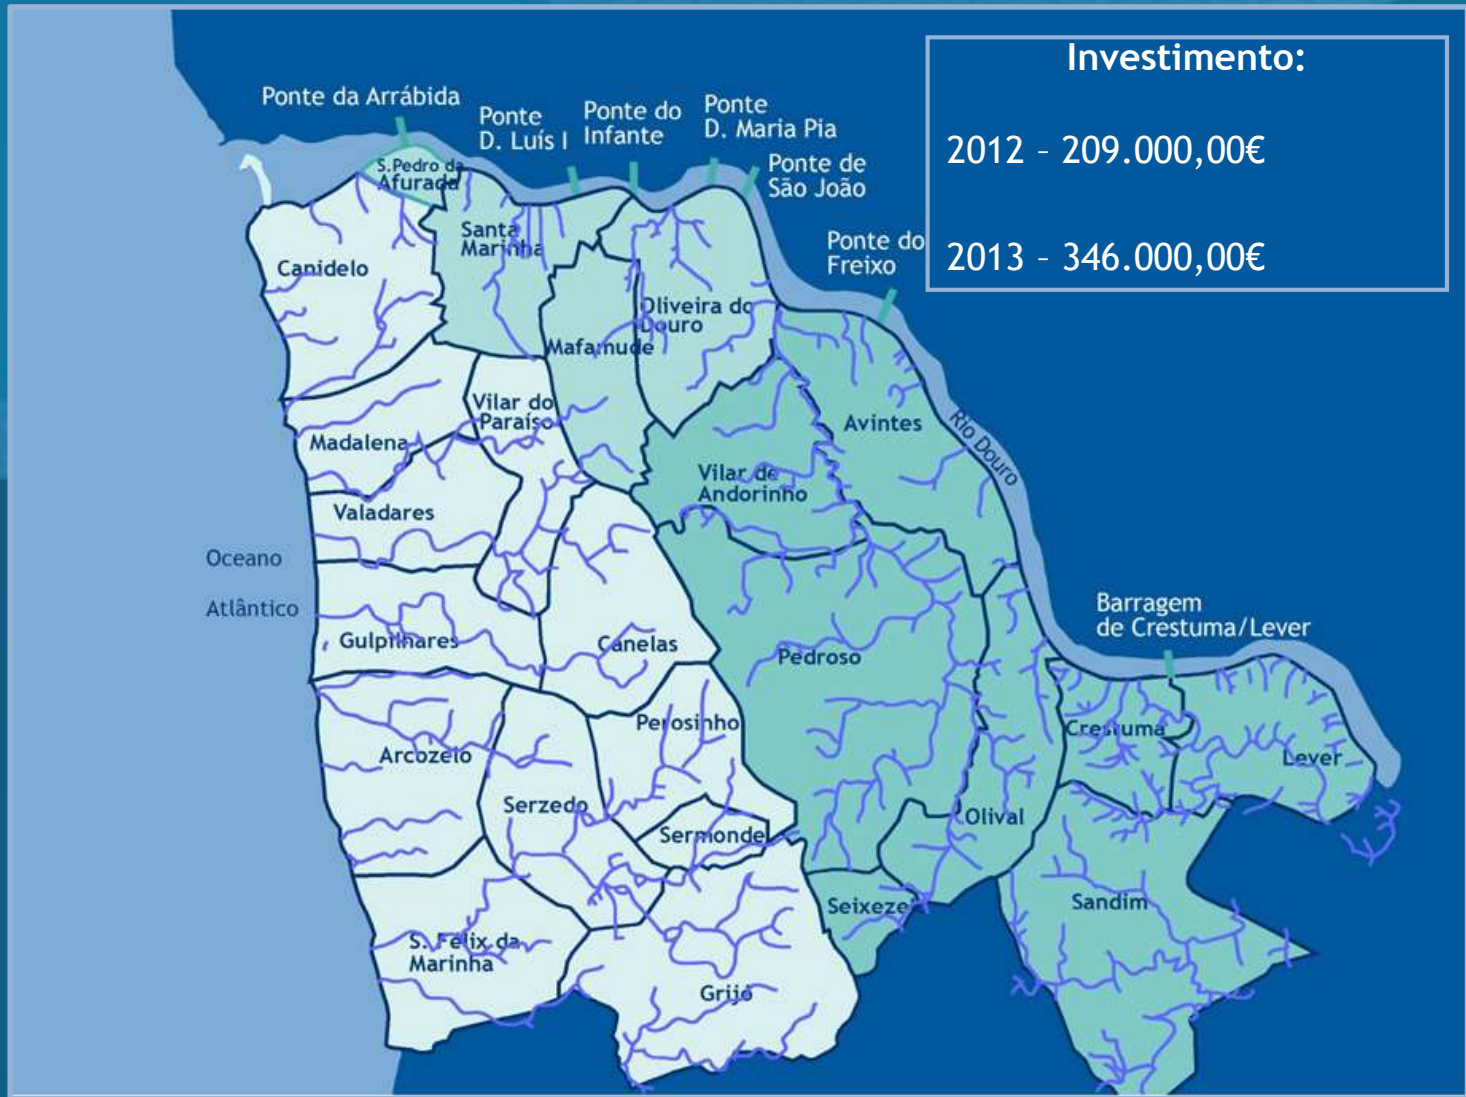 Investimento:
2012 – 209.000,00€
2013 – 346.000,00€
Ponte da Arrábida
Ponte
D. Luís I
Ponte do
Infante
Ponte
D. Maria Pia
Ponte de
São João
Ponte do
Freixo
S.Pedro da
Afurada
Santa
Marinha
Canidelo
Oliveira do
Douro
Mafamude
Vilar do
Paraíso
Madalena
Avintes
Rio Douro
Vilar de
Andorinho
Valadares
Oceano
Atlântico
Gulpilhares
Canelas
Pedroso
Barragem
de Crestuma/Lever
Perosinho
Crestuma
Lever
Arcozelo
Serzedo
Sermonde
Olival
Seixezelo
Sandim
S. Félix da
Marinha
Grijó